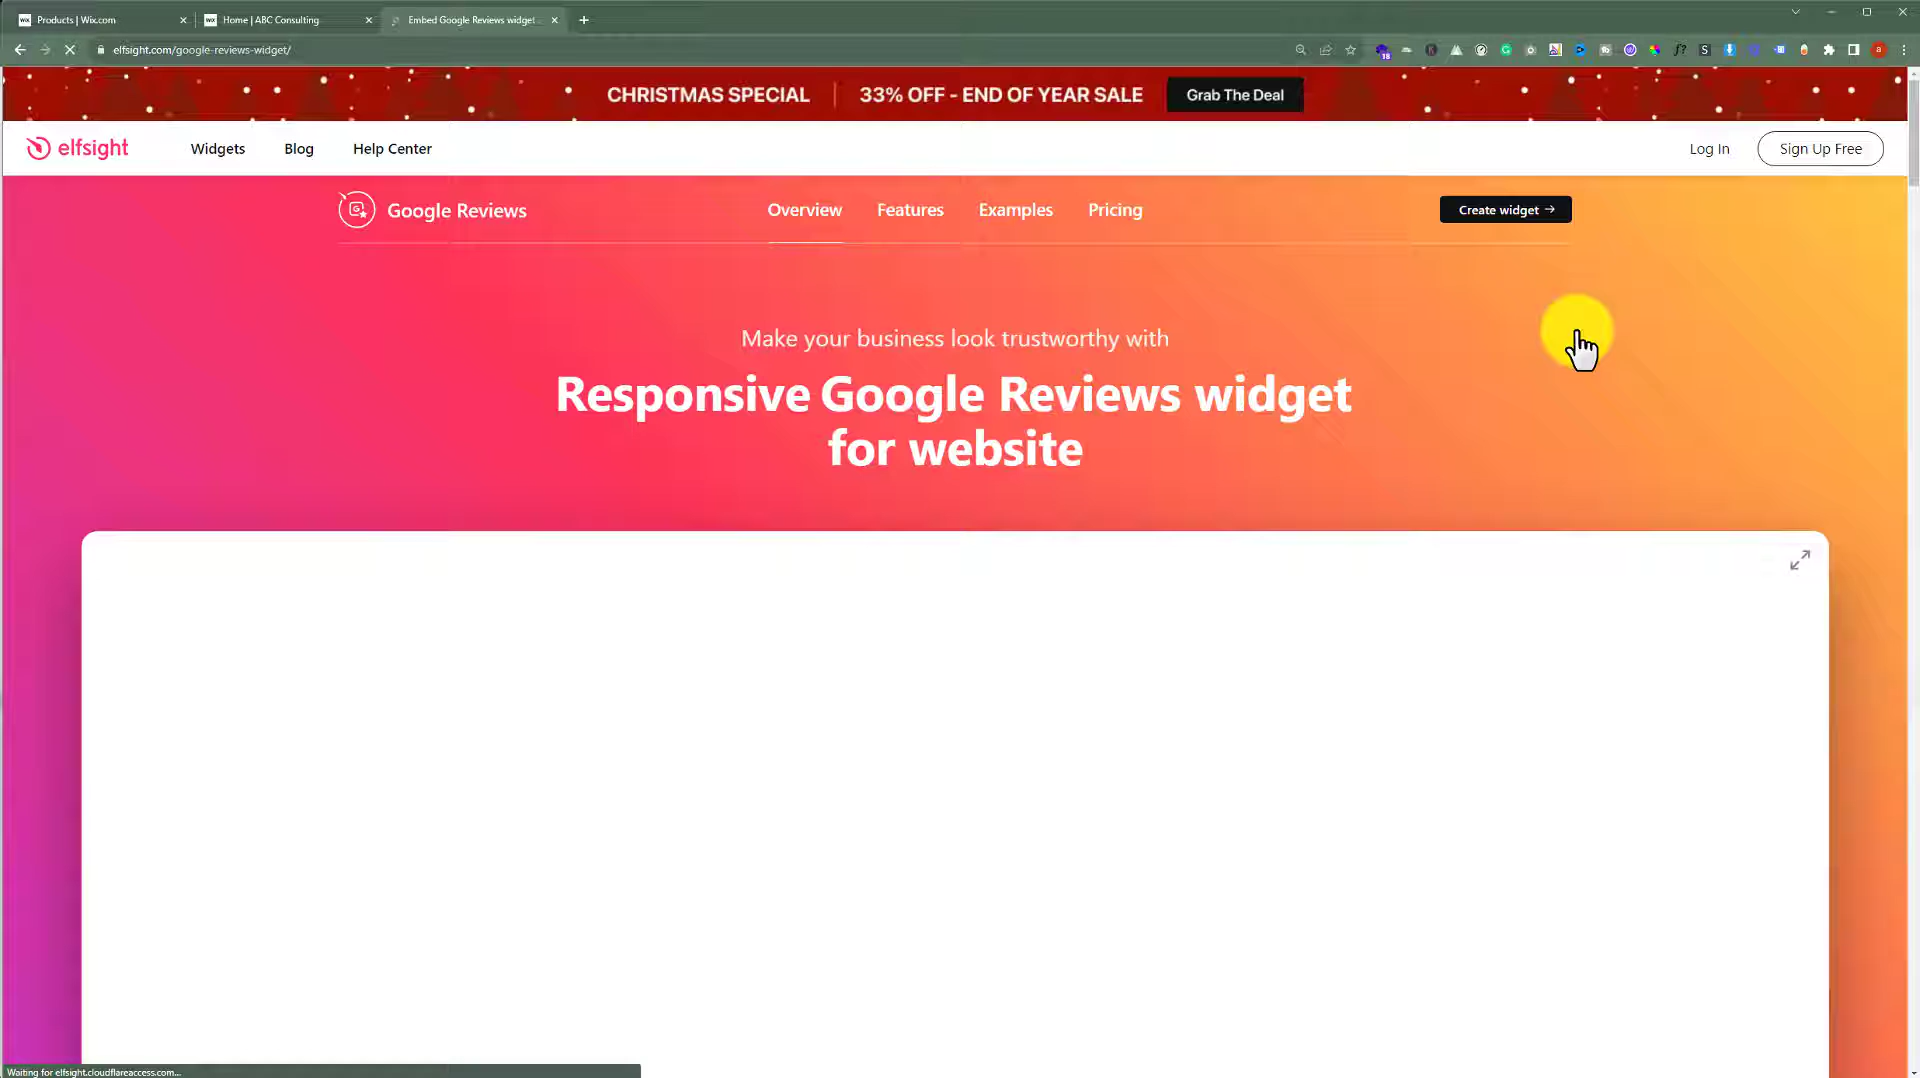 Products | Wix.com
Home | ABC Consulting
Embed Google Reviews widget
elfsight.com/google-reviews-widget/
CHRISTMAS SPECIAL | 33% OFF - END OF YEAR SALE Grab The Deal
elfsight Widgets Blog Help Center Log In Sign Up Free
Google Reviews Overview Features Examples Pricing Create widget →
Make your business look trustworthy with
Responsive Google Reviews widget
for website
Waiting for elfsight.cloudflareaccess.com...